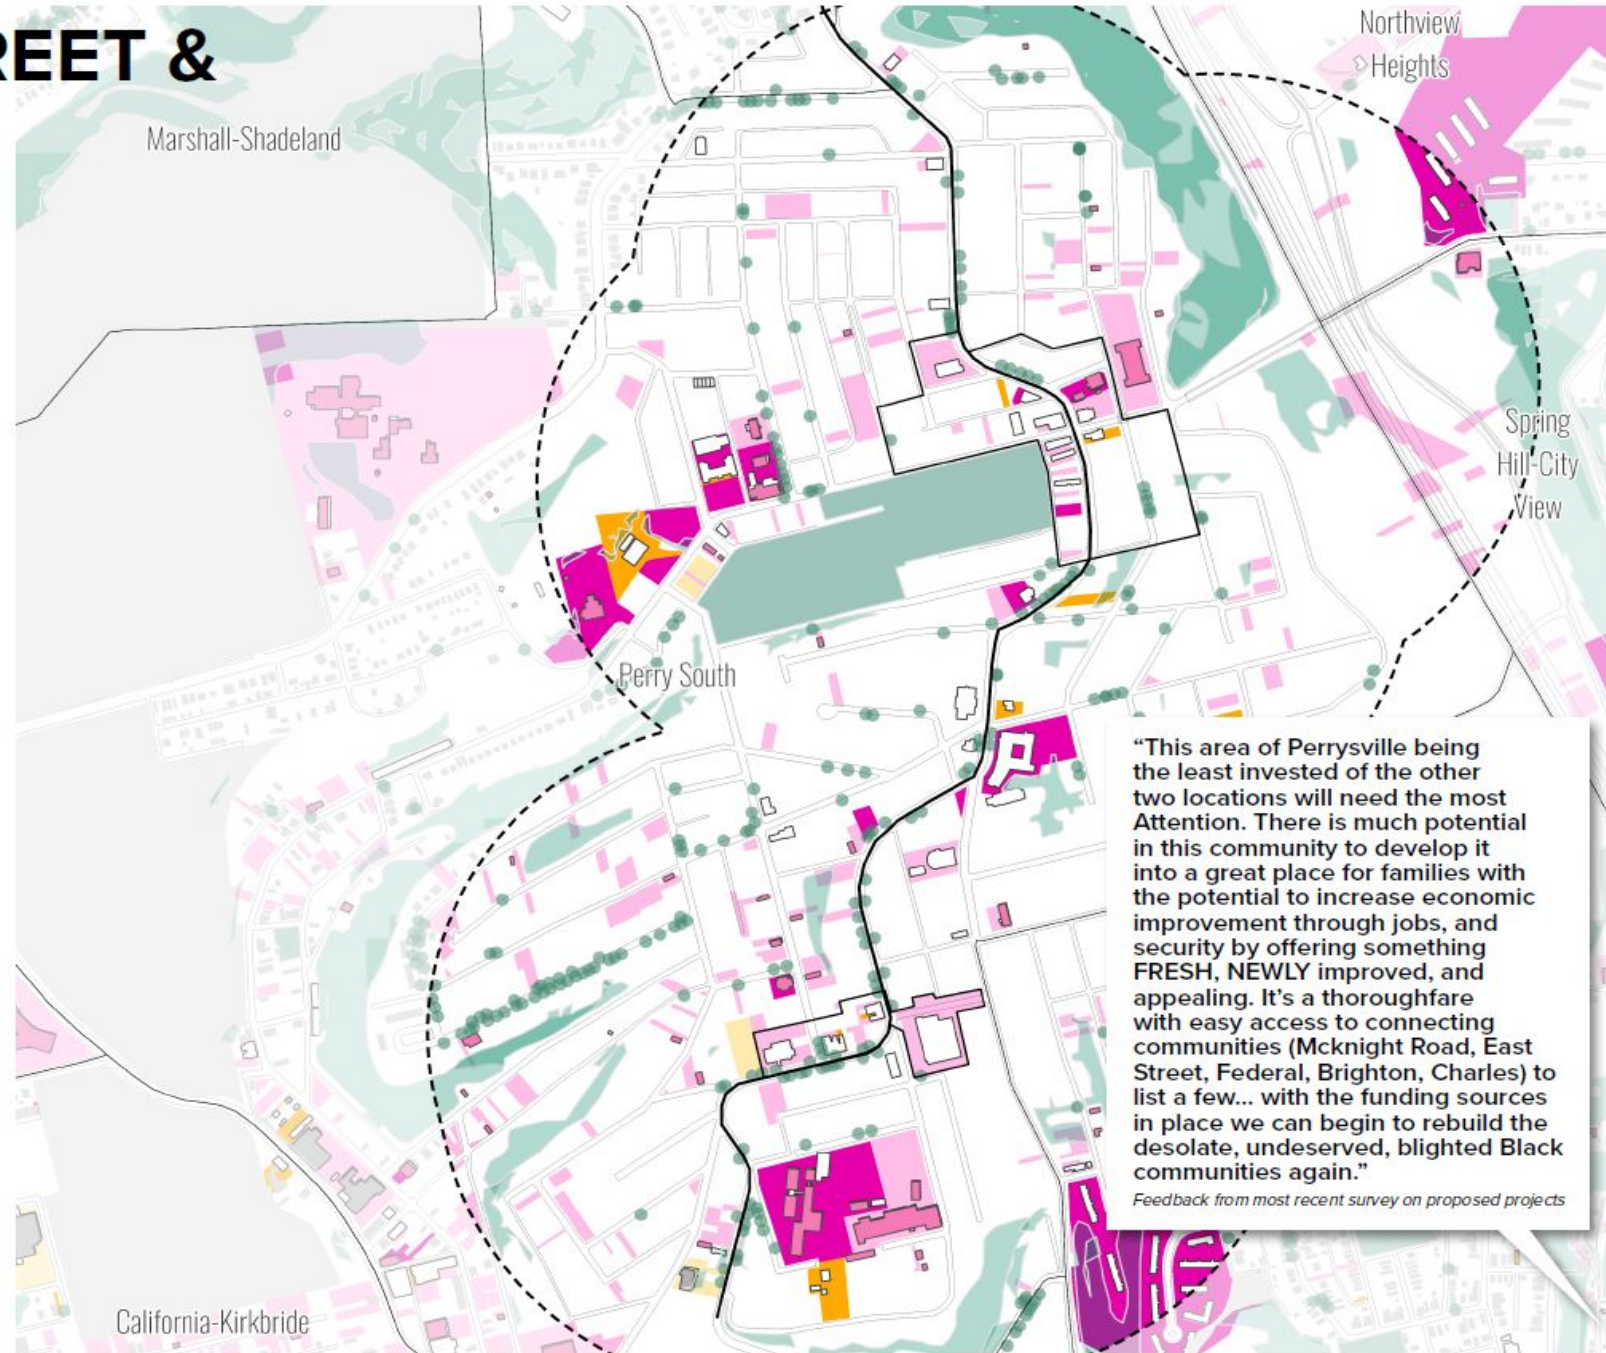 REET &
Northview
Heights
Marshall-Shadeland
Spring
Hill-City
View
Perry South
“This area of Perrysville being
the least invested of the other
two locations will need the most
Attention. There is much potential
in this community to develop it
into a great place for families with
the potential to increase economic
improvement through jobs, and
security by offering something
FRESH, NEWLY improved, and
appealing. It’s a thoroughfare
with easy access to connecting
communities (Mcknight Road, East
Street, Federal, Brighton, Charles) to
list a few... with the funding sources
in place we can begin to rebuild the
desolate, undeserved, blighted Black
communities again.”
Feedback from most recent survey on proposed projects
California-Kirkbride